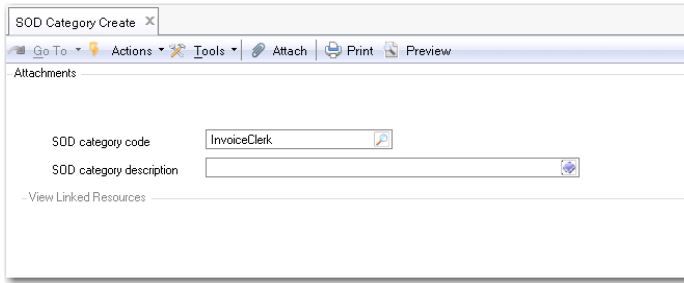 SOD Category Create
Go To Actions Tools Attach Print Preview
Attachments
SOD category code InvoiceClerk
SOD category description
View Linked Resources